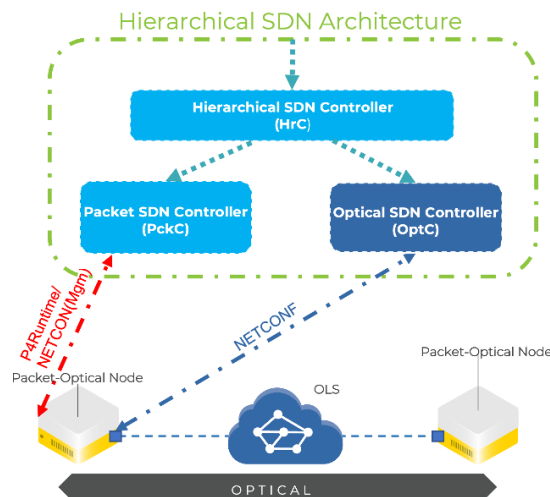 Hierarchical SDN Architecture
Hierarchical SDN Controller
(HrC)
Packet SDN Controller
(PckC)
Optical SDN Controller
(OptC)
P4Runtime/
NETCON(Mgm)
NETCONF
Packet-Optical Node
OLS
Packet-Optical Node
OPTICAL